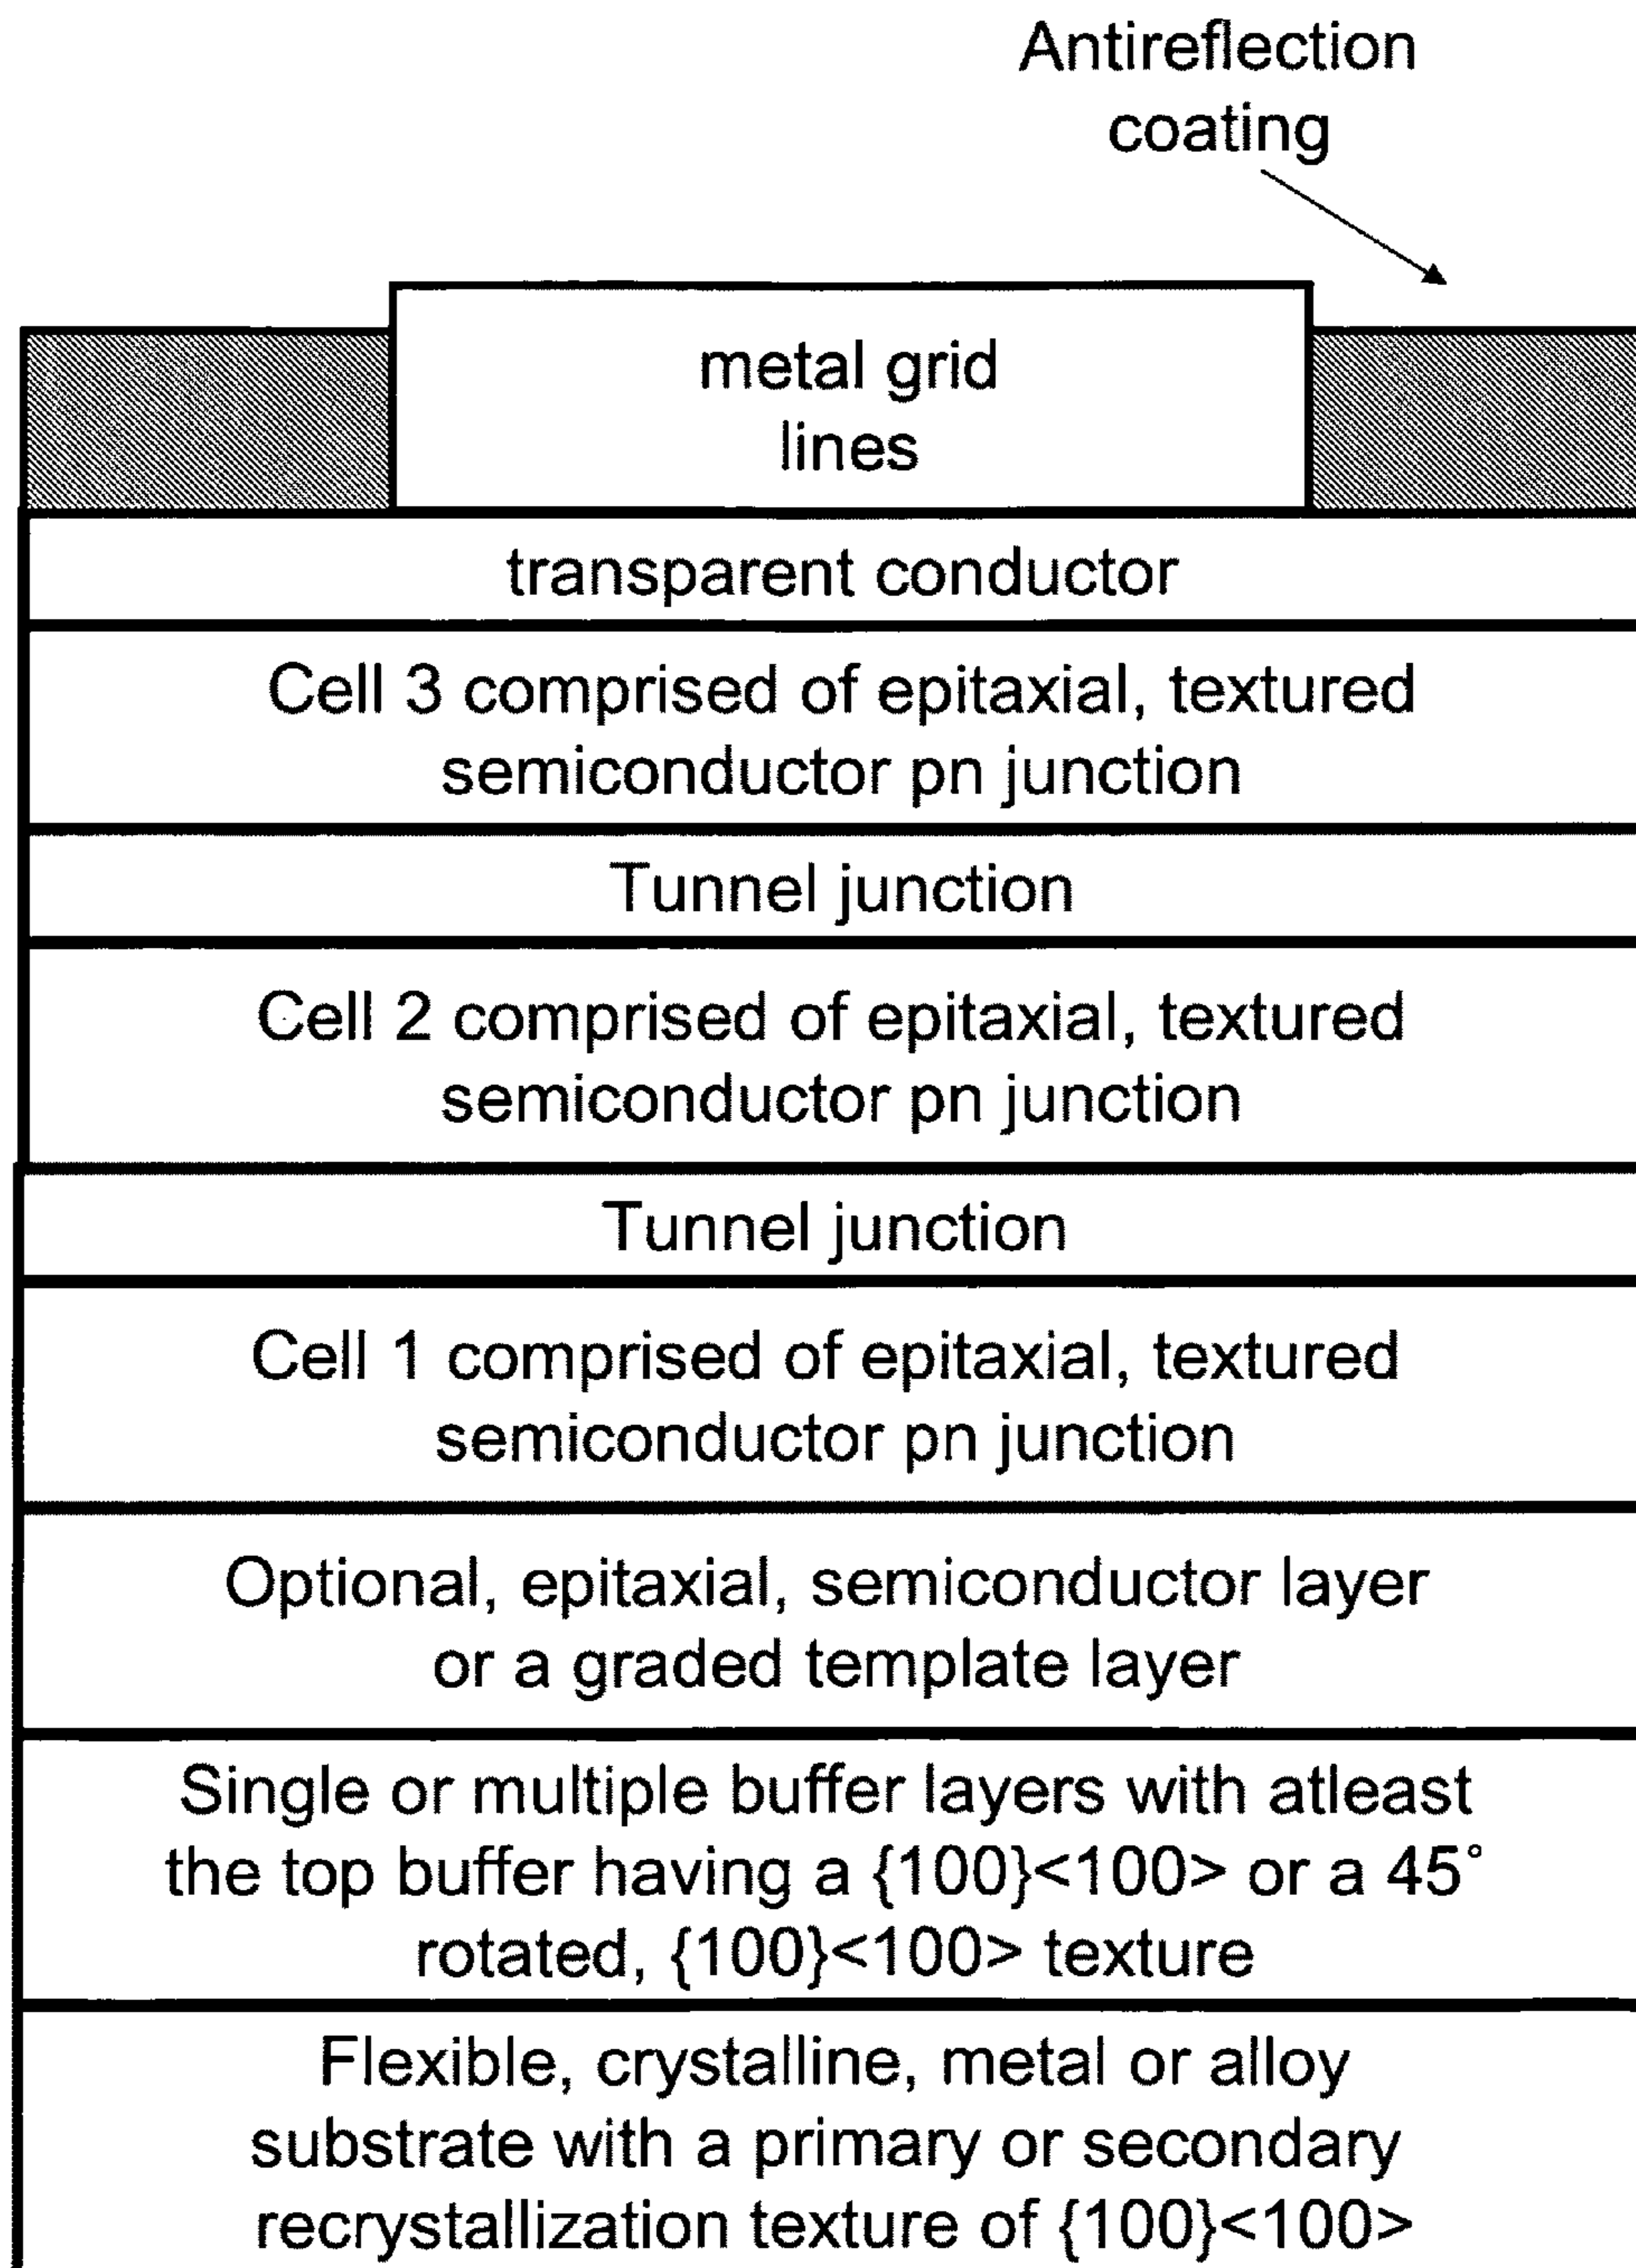 Antireflection
coating
metal grid
lines
transparent conductor
Cell 3 comprised of epitaxial, textured
semiconductor pn junction
Tunnel junction
Cell 2 comprised of epitaxial, textured
semiconductor pn junction
Tunnel junction
Cell 1 comprised of epitaxial, textured
semiconductor pn junction
Optional, epitaxial, semiconductor layer
or a graded template layer
Single or multiple buffer layers with atleast
the top buffer having a {100}<100> or a 45°
rotated, {100}<100> texture
Flexible, crystalline, metal or alloy
substrate with a primary or secondary
recrystallization texture of {100}<100>